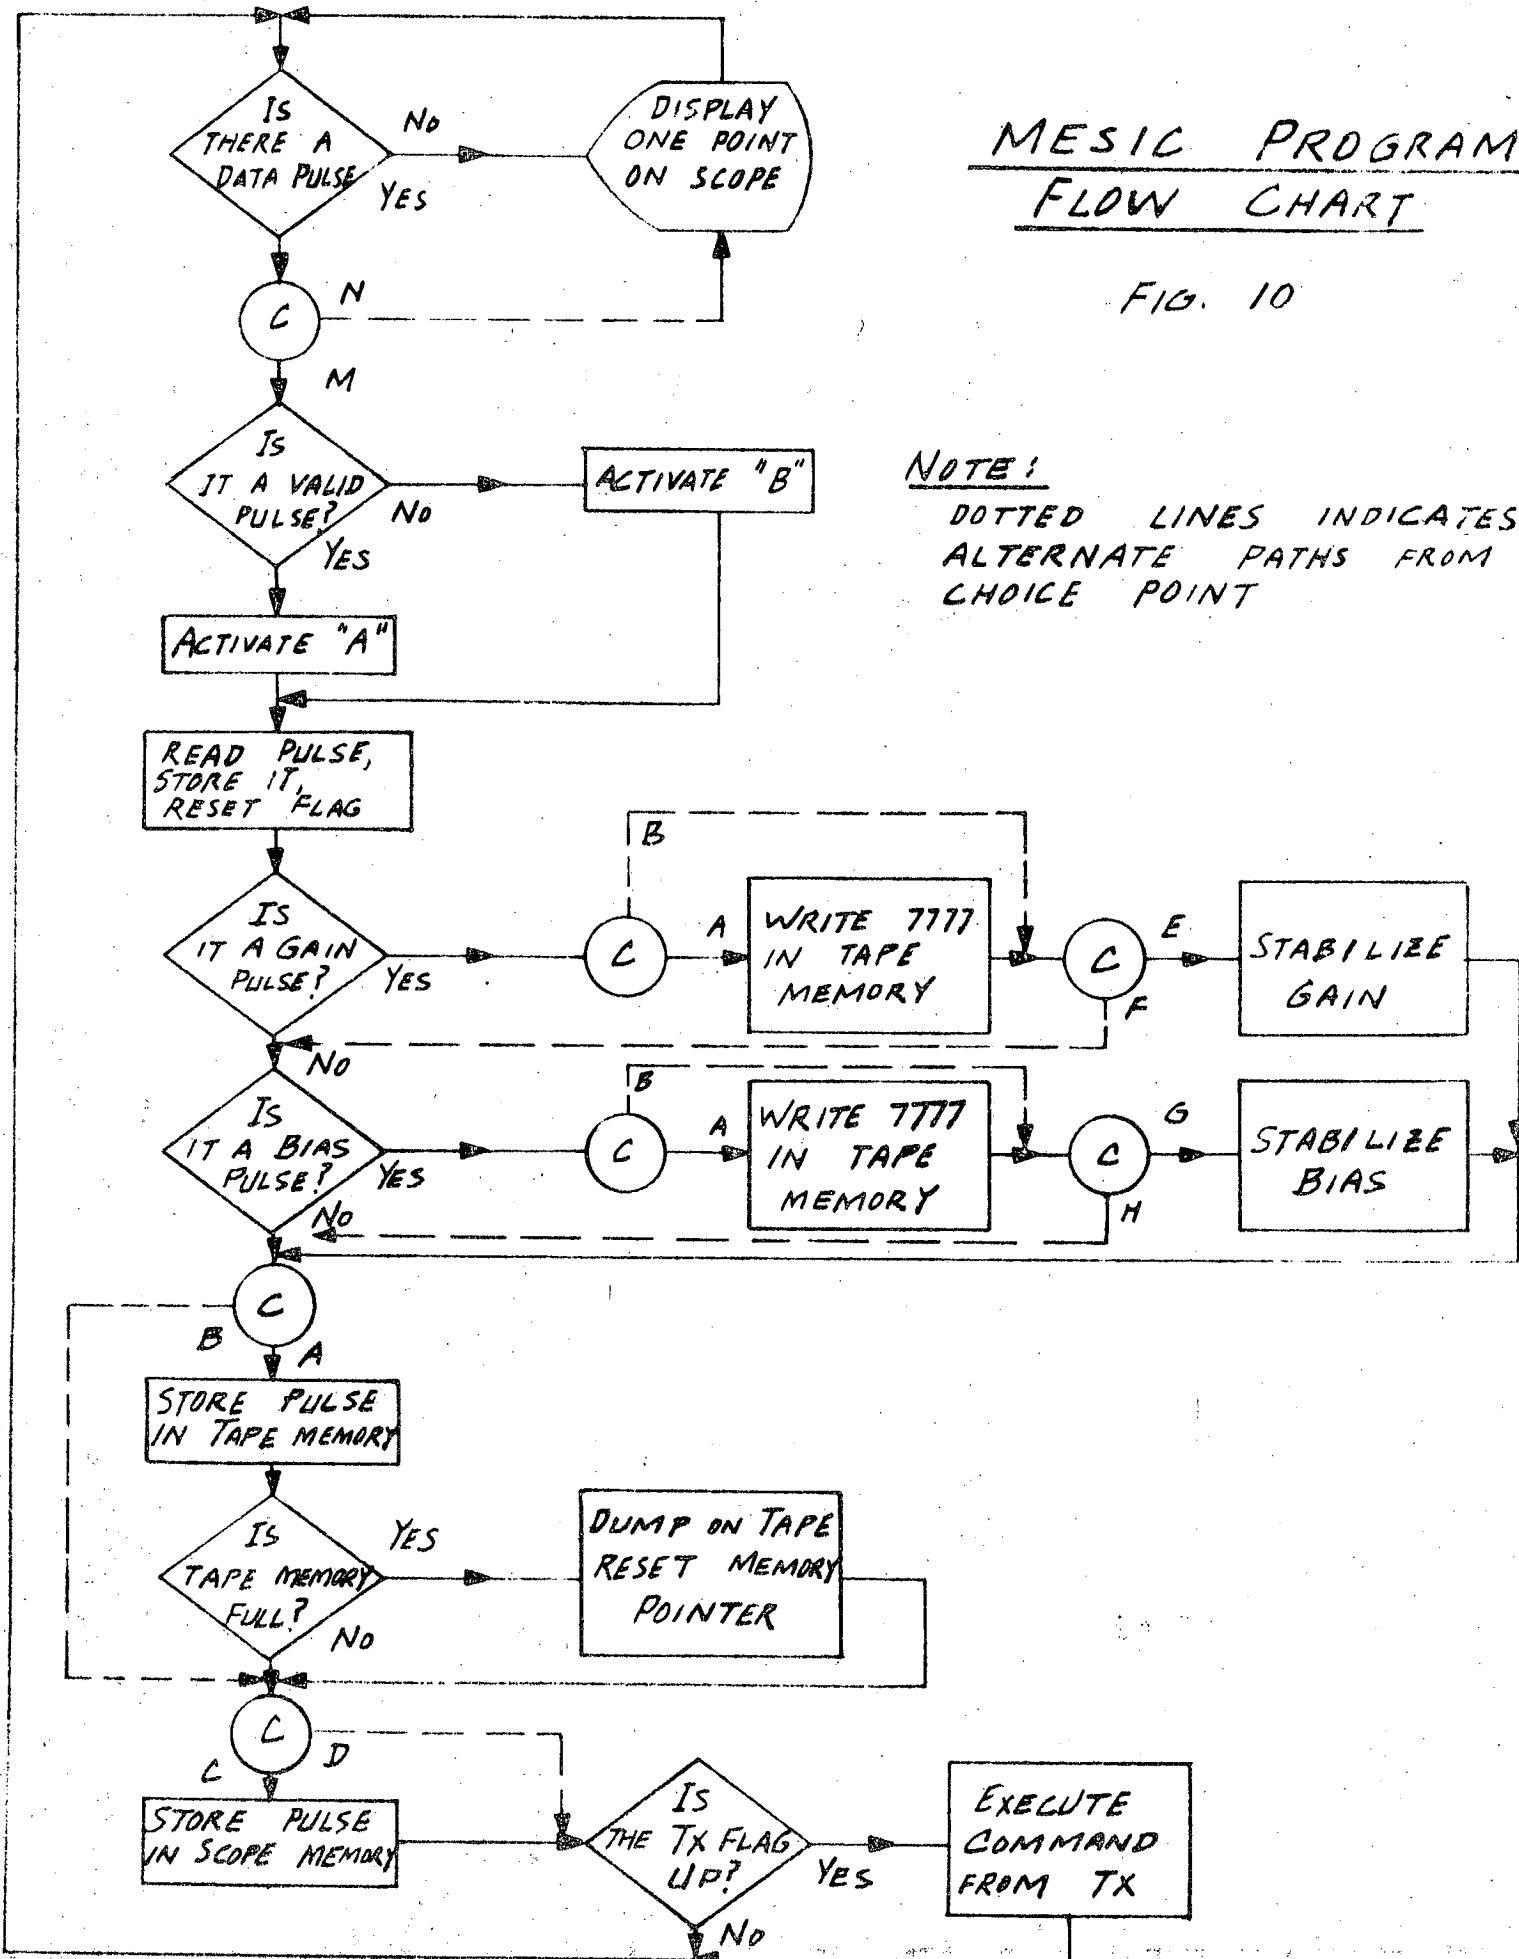 MESIC PROGRAM
FLOW CHART
FIG. 10
NOTE:
DOTTED LINES INDICATES
ALTERNATE PATHS FROM
CHOICE POINT
IS
THERE A
DATA PULSE
NO
YES
DISPLAY
ONE POINT
ON SCOPE
C
N
M
IS
IT A VALID
PULSE?
NO
YES
ACTIVATE "B"
ACTIVATE "A"
READ PULSE,
STORE IT,
RESET FLAG
IS
IT A GAIN
PULSE?
YES
NO
C
B
A
WRITE 7777
IN TAPE
MEMORY
C
E
F
STABILIZE
GAIN
IS
IT A BIAS
PULSE?
YES
NO
C
B
A
WRITE 7777
IN TAPE
MEMORY
C
G
H
STABILIZE
BIAS
C
B
A
STORE PULSE
IN TAPE MEMORY
IS
TAPE MEMORY
FULL?
YES
NO
DUMP ON TAPE
RESET MEMORY
POINTER
C
D
C
STORE PULSE
IN SCOPE MEMORY
IS
THE TX FLAG
UP?
YES
NO
EXECUTE
COMMAND
FROM TX